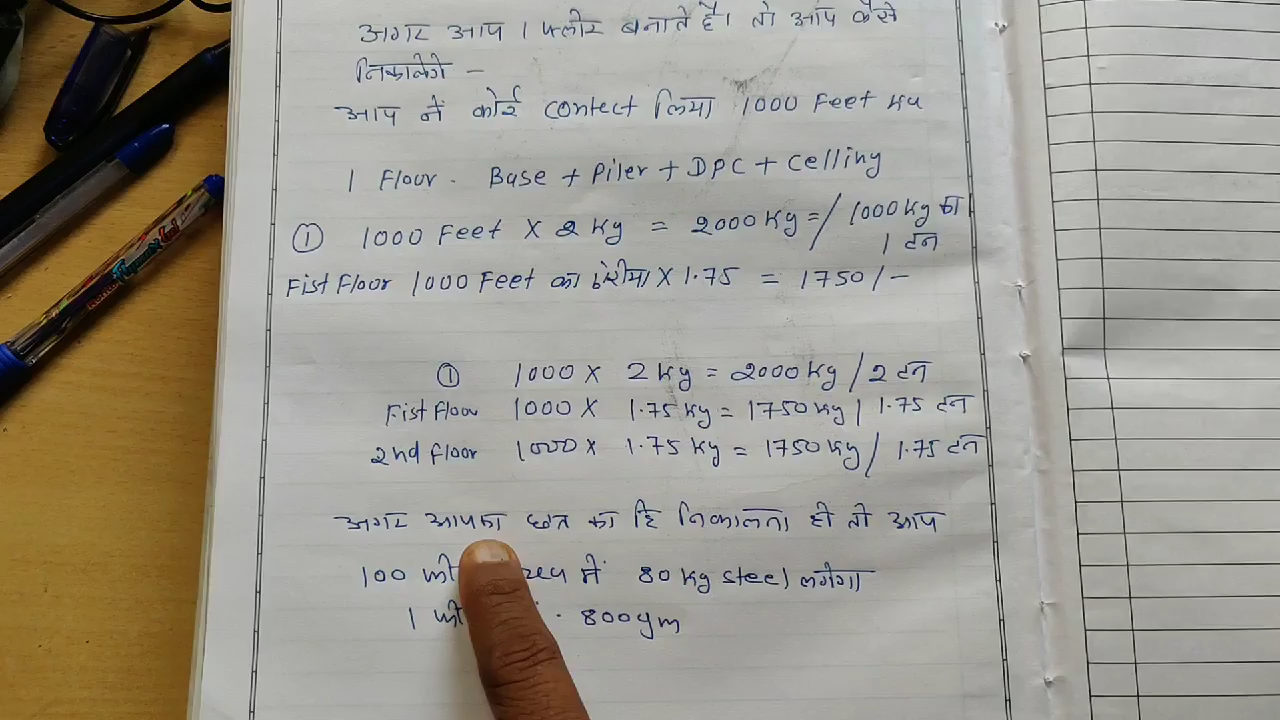 अगर आप 1 फ्लोर बनाते है। तो आप कैसे
निकालेगे -
आप ने कोई contect लिया 1000 Feet का
1 Floor. Base + Piler + DPC + Celling
① 1000 Feet X 2 Kg = 2000 Kg =/ 1000 Kg का
1 टन
Fist Floor 1000 Feet का X 1.75 = 1750/-
① 1000 X 2 Kg = 2000 Kg / 2 टन
Fist floor 1000 X 1.75 Kg = 1750 Kg / 1.75 टन
2nd floor 1000 X 1.75 Kg = 1750 Kg / 1.75 टन
अगर आपका छत का हि निकालता हो तो आप
100 में 80 Kg steel लगेगा
1 800 gm